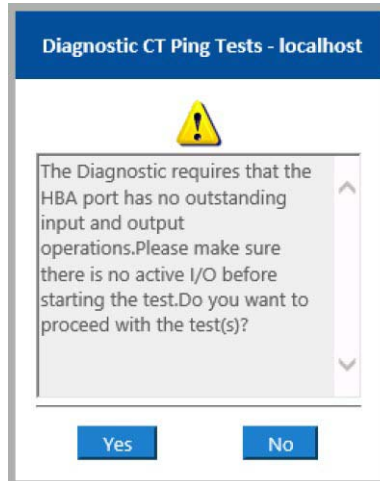 Diagnostic CT Ping Tests - localhost
The Diagnostic requires that the
HBA port has no outstanding
input and output
operations.Please make sure
there is no active I/O before
starting the test.Do you want to
proceed with the test(s)?
Yes
No